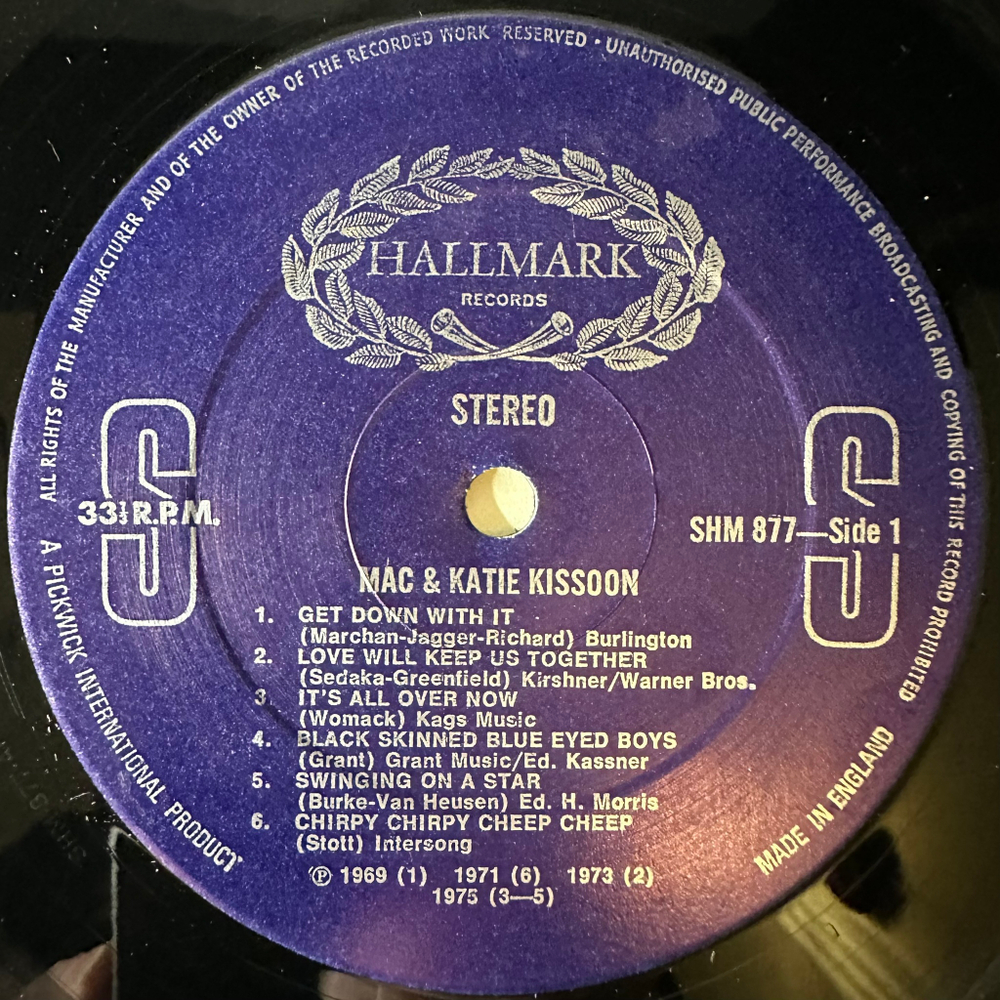 ALL RIGHTS OF THE MANUFACTURER AND OF THE OWNER OF THE RECORDED WORK RESERVED · UNAUTHORISED PUBLIC PERFORMANCE BROADCASTING AND COPYING OF THIS RECORD PROHIBITED
HALLMARK
RECORDS
STEREO
33⅓ R.P.M.
SHM 877—Side 1
MAC & KATIE KISSOON
1. GET DOWN WITH IT
(Marchan-Jagger-Richard) Burlington
2. LOVE WILL KEEP US TOGETHER
(Sedaka-Greenfield) Kirshner/Warner Bros.
3. IT'S ALL OVER NOW
(Womack) Kags Music
4. BLACK SKINNED BLUE EYED BOYS
(Grant) Grant Music/Ed. Kassner
5. SWINGING ON A STAR
(Burke-Van Heusen) Ed. H. Morris
6. CHIRPY CHIRPY CHEEP CHEEP
(Stott) Intersong
Ⓟ 1969 (1) 1971 (6) 1973 (2)
1975 (3—5)
A PICKWICK INTERNATIONAL PRODUCT
MADE IN ENGLAND